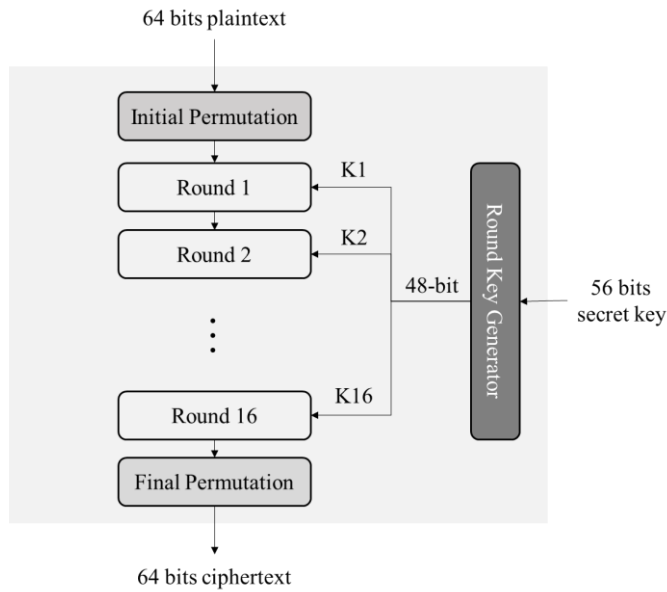 64 bits plaintext
Initial Permutation
Round 1
K1
Round 2
K2
Round Key Generator
48-bit
56 bits
secret key
Round 16
K16
Final Permutation
64 bits ciphertext